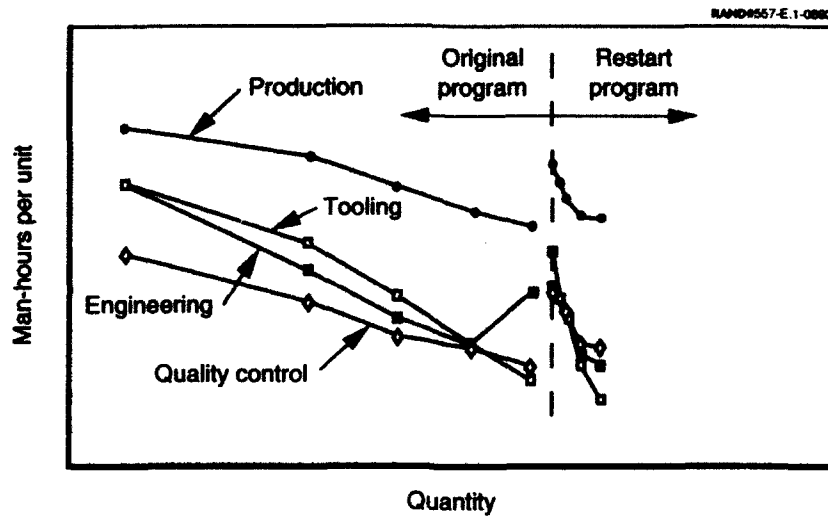 Original
program
Restart
program
Production
Tooling
Engineering
Quality control
Man-hours per unit
Quantity